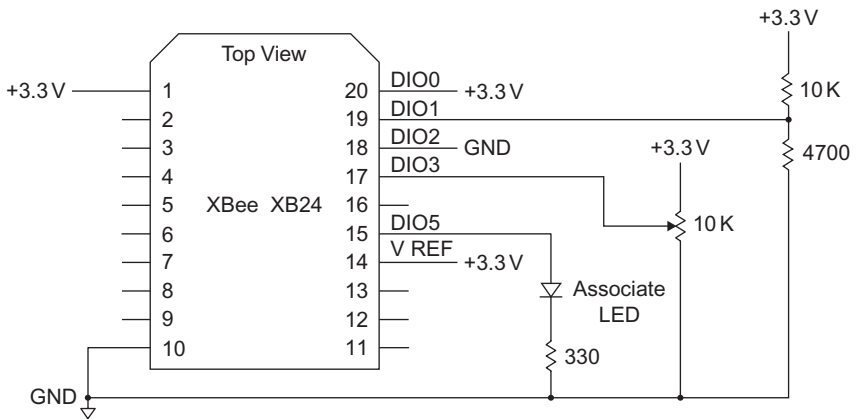 +3.3 V
Top View
+3.3 V
1
2
3
4
5
6
7
8
9
10
XBee XB24
20
19
18
17
16
15
14
13
12
11
DIO0
+3.3 V
DIO1
DIO2
GND
DIO3
DIO5
V REF
+3.3 V
10 K
4700
+3.3 V
10 K
Associate
LED
330
GND